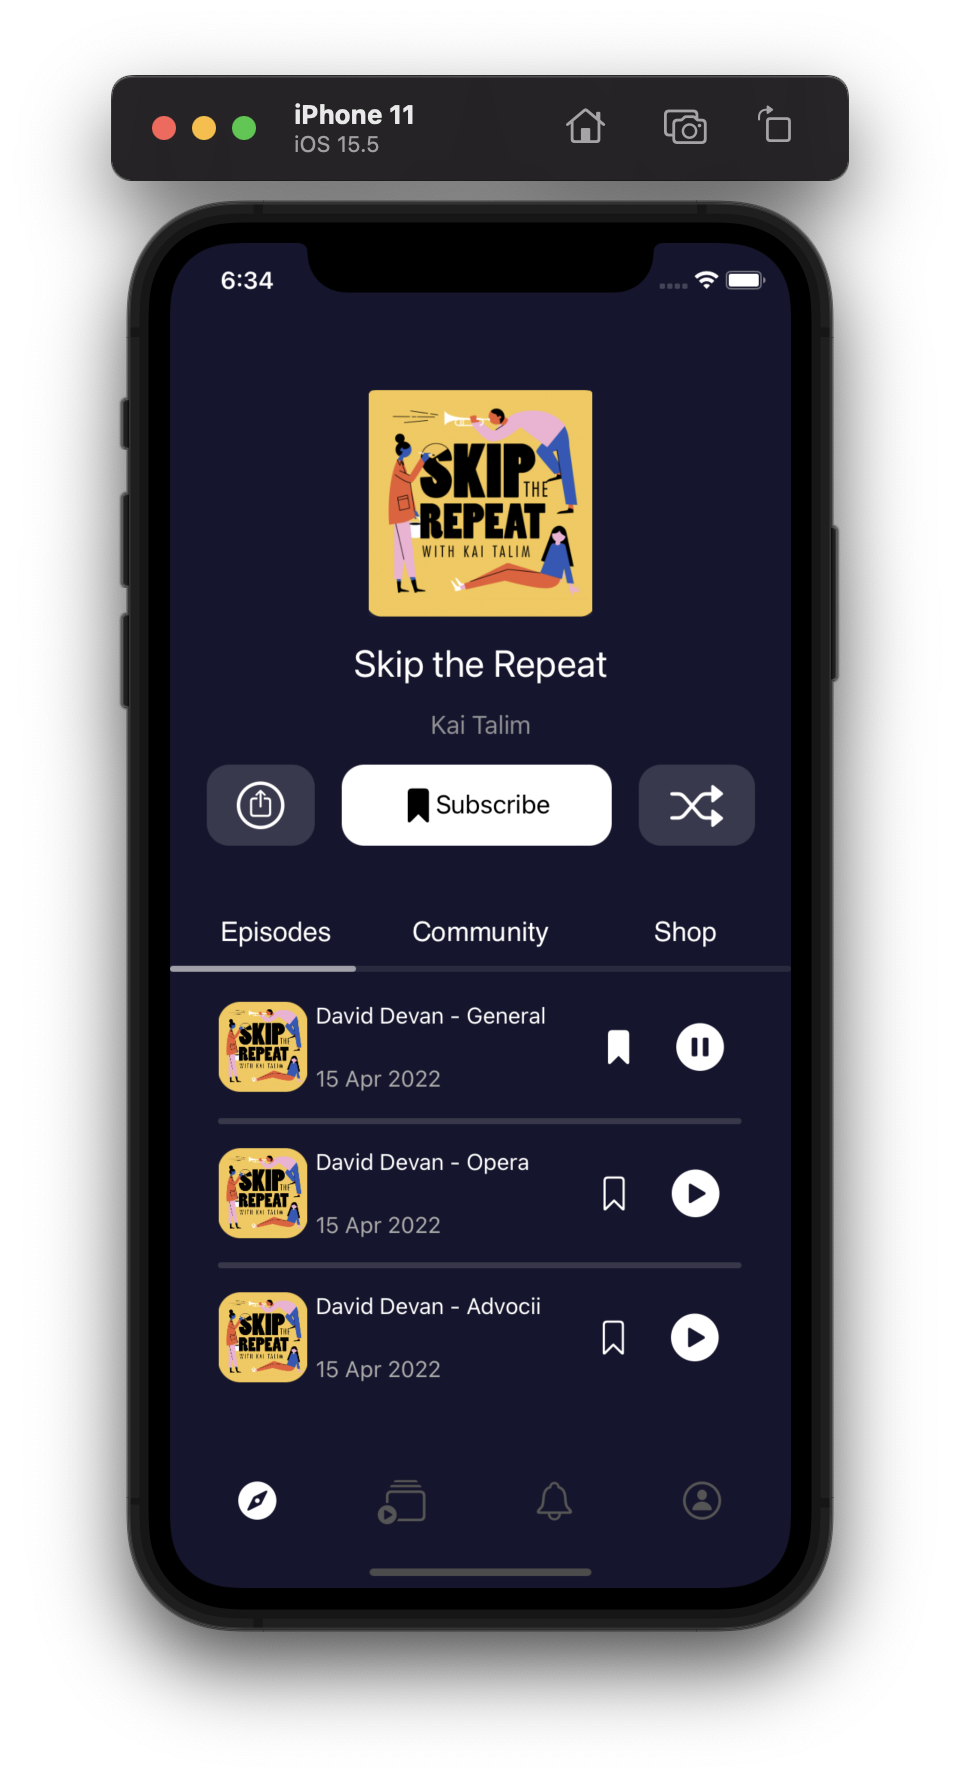 iPhone 11
iOS 15.5
6:34
SKIP
THE
REPEAT
WITH KAI TALIM
Skip the Repeat
Kai Talim
Subscribe
Episodes Community Shop
SKIP
THE
REPEAT
WITH KAI TALIM
David Devan - General
15 Apr 2022
SKIP
THE
REPEAT
WITH KAI TALIM
David Devan - Opera
15 Apr 2022
SKIP
THE
REPEAT
WITH KAI TALIM
David Devan - Advocii
15 Apr 2022